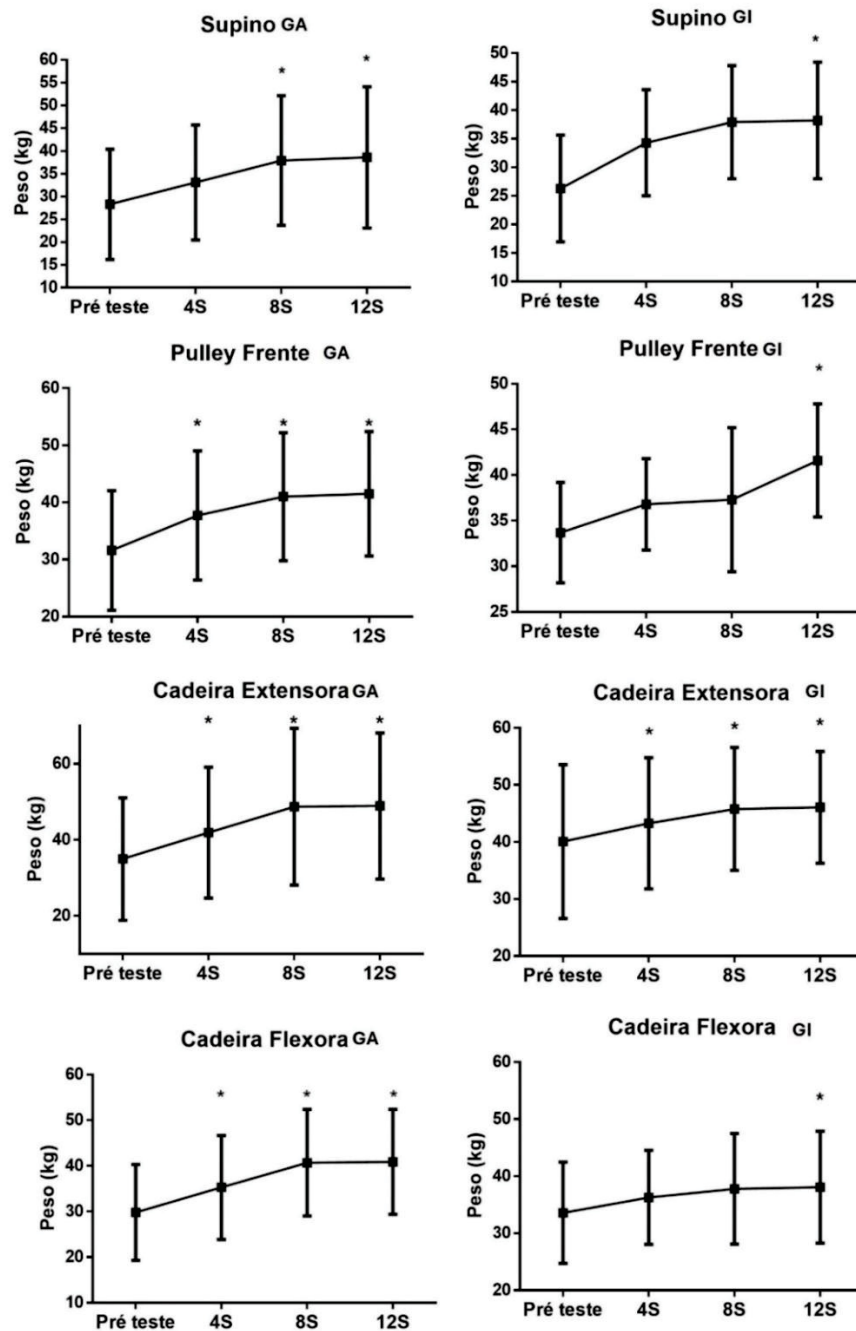 Supino GA
*
*
60
55
50
45
40
35
30
25
20
15
10
Peso (kg)
Pré teste 4S 8S 12S
Supino GI
*
50
45
40
35
30
25
20
15
10
Peso (kg)
Pré teste 4S 8S 12S
Pulley Frente GA
* * *
60
50
40
30
20
Peso (kg)
Pré teste 4S 8S 12S
Pulley Frente GI
*
50
45
40
35
30
25
Peso (kg)
Pré teste 4S 8S 12S
Cadeira Extensora GA
* * *
60
40
20
Peso (kg)
Pré teste 4S 8S 12S
Cadeira Extensora GI
* * *
60
50
40
30
20
Peso (kg)
Pré teste 4S 8S 12S
Cadeira Flexora GA
* * *
60
50
40
30
20
10
Peso (kg)
Pré teste 4S 8S 12S
Cadeira Flexora GI
*
60
50
40
30
20
Peso (kg)
Pré teste 4S 8S 12S